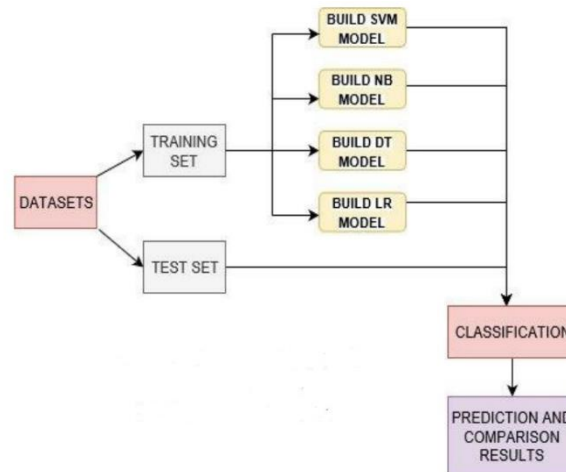 BUILD SVM
MODEL
BUILD NB
MODEL
TRAINING
SET
BUILD DT
MODEL
DATASETS
BUILD LR
MODEL
TEST SET
CLASSIFICATION
PREDICTION AND
COMPARISON
RESULTS